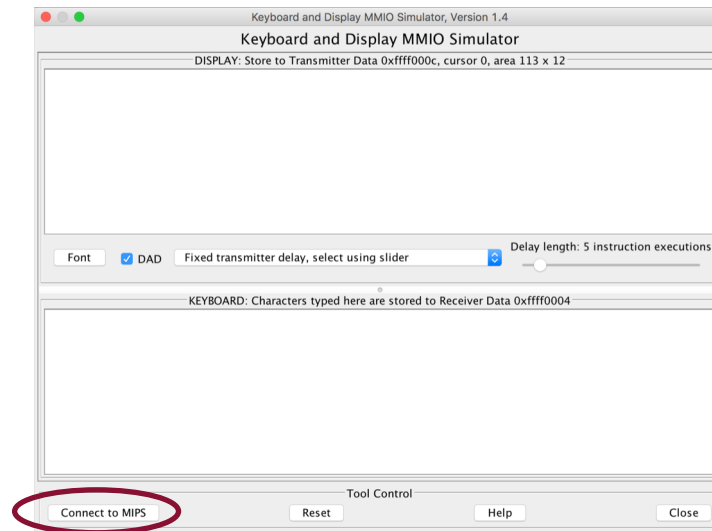 Keyboard and Display MMIO Simulator, Version 1.4
Keyboard and Display MMIO Simulator
DISPLAY: Store to Transmitter Data 0xffff000c, cursor 0, area 113 x 12
Font DAD Fixed transmitter delay, select using slider Delay length: 5 instruction executions
KEYBOARD: Characters typed here are stored to Receiver Data 0xffff0004
Tool Control
Connect to MIPS Reset Help Close